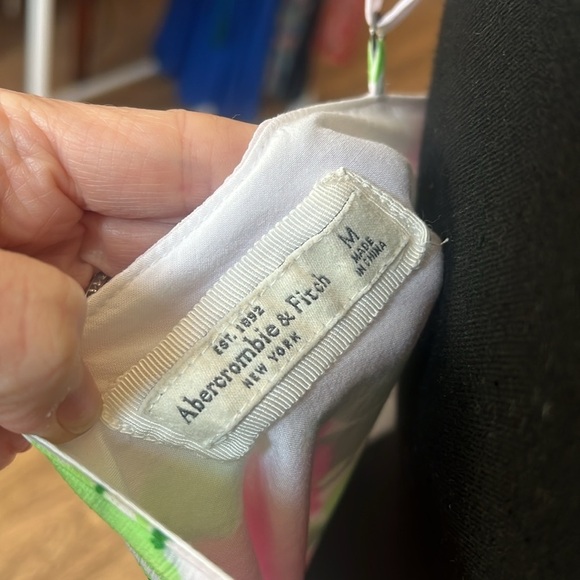 EST. 1892
Abercrombie & Fitch
NEW YORK
M
MADE
IN CHINA